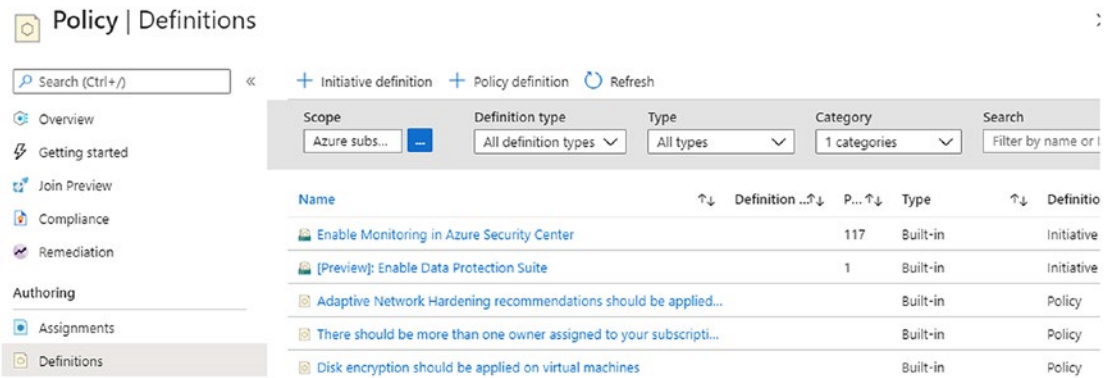 Policy | Definitions
Search (Ctrl+/)
«
Overview
Getting started
Join Preview
Compliance
Remediation
Authoring
Assignments
Definitions
+ Initiative definition + Policy definition Refresh
Scope Definition type Type Category Search
Azure subs... ... All definition types All types 1 categories Filter by name or
Name ↑↓ Definition ...↑↓ P... ↑↓ Type ↑↓ Definitio
Enable Monitoring in Azure Security Center 117 Built-in Initiative
[Preview]: Enable Data Protection Suite 1 Built-in Initiative
Adaptive Network Hardening recommendations should be applied... Built-in Policy
There should be more than one owner assigned to your subscripti... Built-in Policy
Disk encryption should be applied on virtual machines Built-in Policy